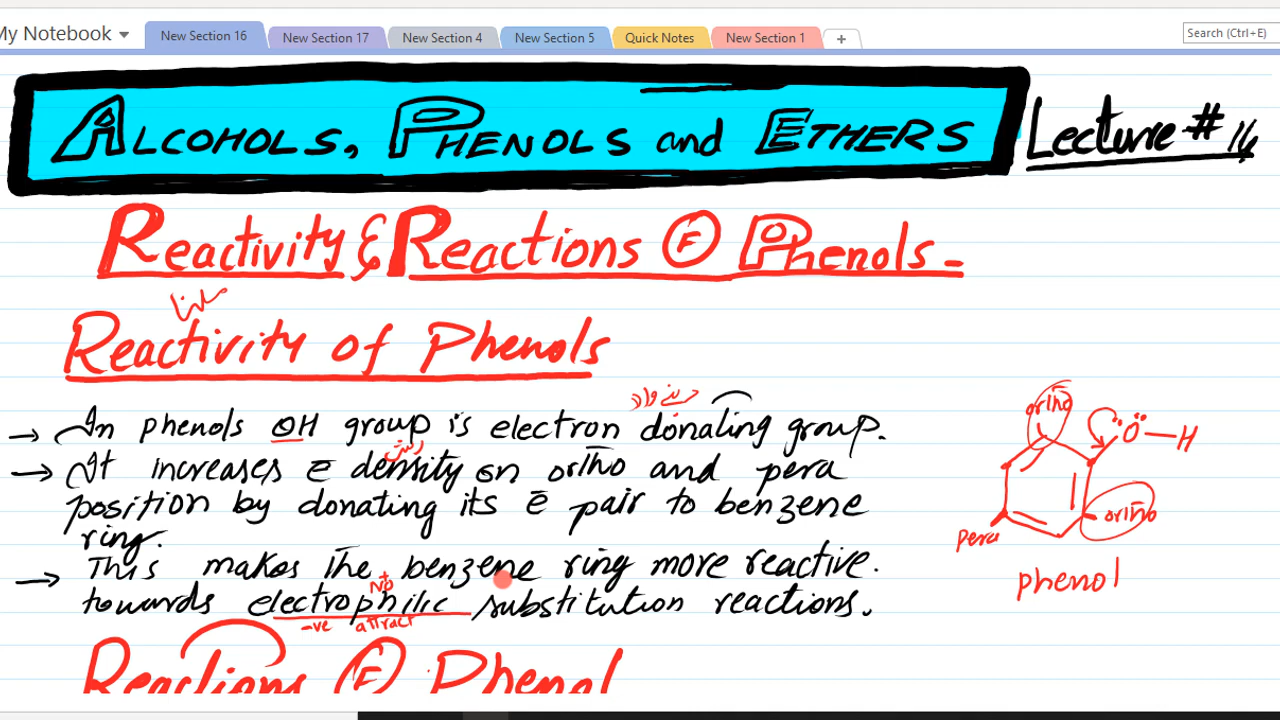 My Notebook
New Section 16 New Section 17 New Section 4 New Section 5 Quick Notes New Section 1 +
Search (Ctrl+E)
ALCOHOLS, PHENOLS and ETHERS Lecture # 14
Reactivity & Reactions OF Phenols -
Reactivity of Phenols
→ In phenols OH group is electron donating group.
→ It increases ē density on ortho and pera
position by donating its ē pair to benzene
ring.
→ This makes the benzene ring more reactive.
towards electrophilic substitution reactions.
-ve attract
Reactions OF Phenol
ortho
O—H
ortho
pera
phenol